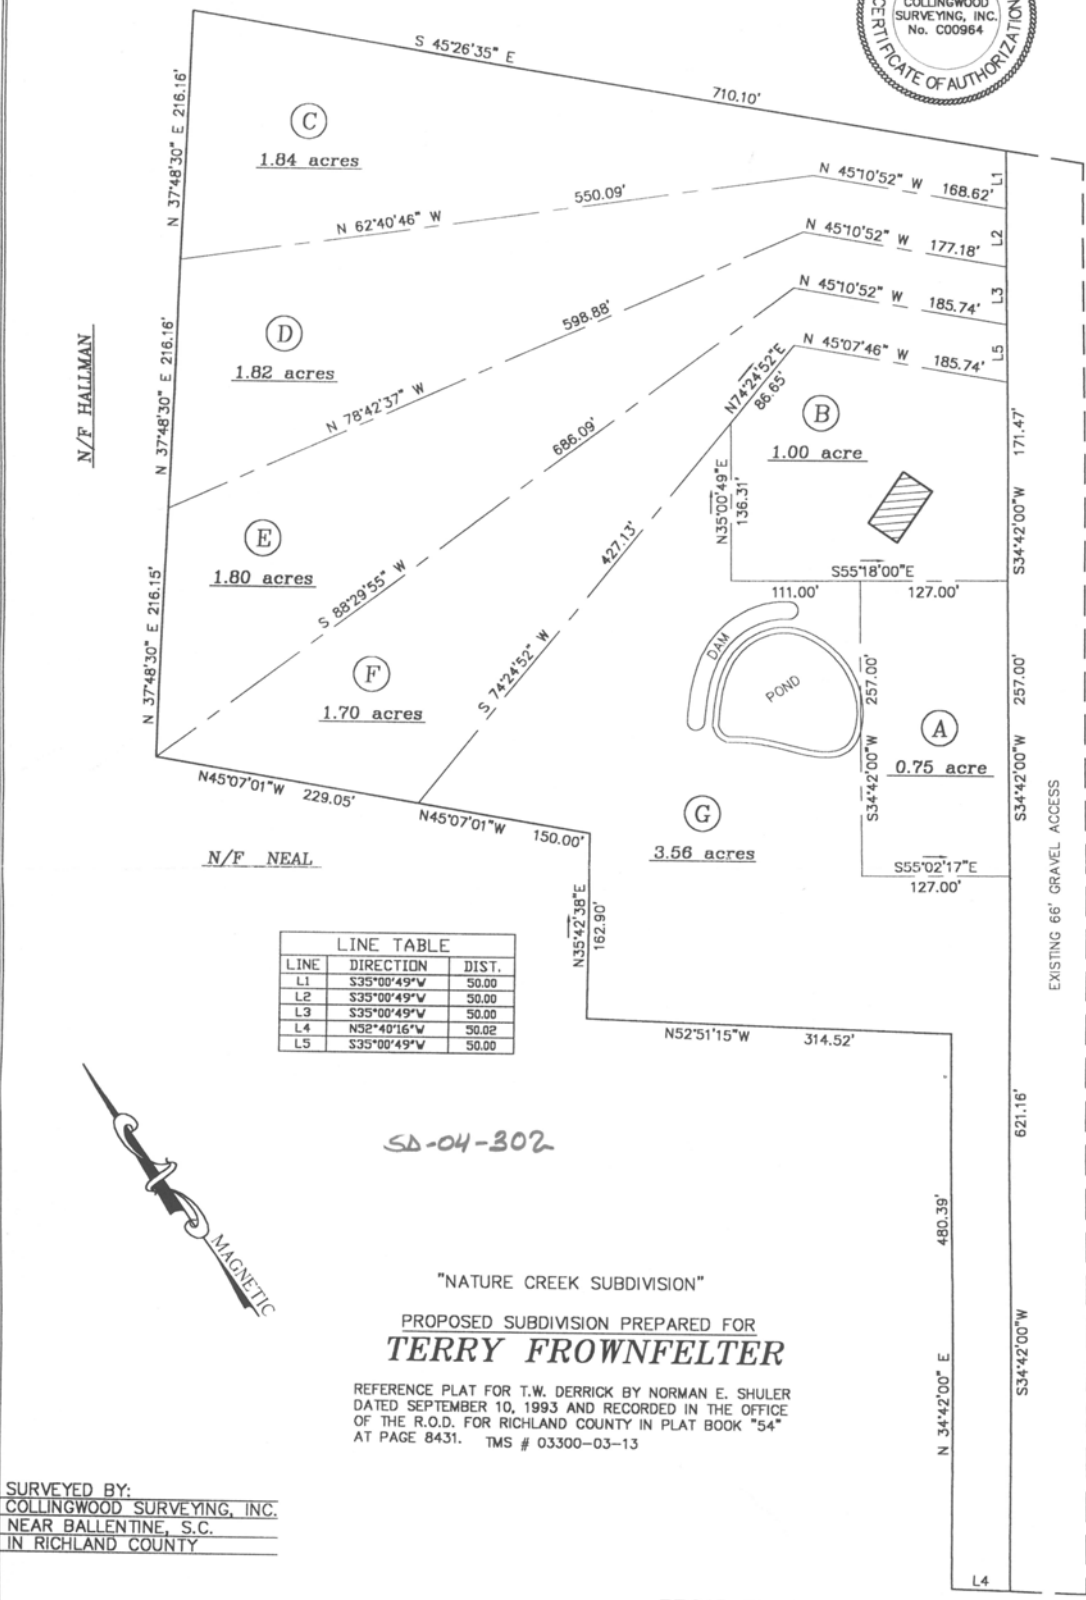 COLLINGWOOD
SURVEYING, INC.
No. C00964
CERTIFICATE OF AUTHORIZATION
S 45°26'35" E
710.10'
N 37°48'30" E 216.16'
C
1.84 acres
N 45°10'52" W 168.62'
L1
550.09'
N 62°40'46" W
N 45°10'52" W 177.18'
L2
N 45°10'52" W 185.74'
L3
598.88'
N 78°42'37" W
N 37°48'30" E 216.16'
D
1.82 acres
N/F HALLMAN
N 45°07'46" W 185.74'
L5
N74°24'52"E
86.65'
B
1.00 acre
171.47'
S34°42'00"W
686.09'
S 88°29'55" W
N35°00'49"E
136.31'
E
1.80 acres
427.13'
S 74°24'52" W
S55°18'00"E
111.00'
127.00'
N 37°48'30" E 216.15'
F
1.70 acres
DAM
POND
257.00'
S34°42'00"W
A
0.75 acre
257.00'
S34°42'00"W
N45°07'01"W 229.05'
N45°07'01"W 150.00'
G
3.56 acres
N/F NEAL
S55°02'17"E
127.00'
EXISTING 66' GRAVEL ACCESS
N35°42'38"E
162.90'
LINE TABLE
LINE DIRECTION DIST.
L1 S35°00'49"W 50.00
L2 S35°00'49"W 50.00
L3 S35°00'49"W 50.00
L4 N52°40'16"W 50.02
L5 S35°00'49"W 50.00
N52°51'15"W 314.52'
621.16'
S34°42'00"W
480.39'
N 34°42'00" E
SD-04-302
MAGNETIC
"NATURE CREEK SUBDIVISION"
PROPOSED SUBDIVISION PREPARED FOR
TERRY FROWNFELTER
REFERENCE PLAT FOR T.W. DERRICK BY NORMAN E. SHULER
DATED SEPTEMBER 10, 1993 AND RECORDED IN THE OFFICE
OF THE R.O.D. FOR RICHLAND COUNTY IN PLAT BOOK "54"
AT PAGE 8431. TMS # 03300-03-13
SURVEYED BY:
COLLINGWOOD SURVEYING, INC.
NEAR BALLENTINE, S.C.
IN RICHLAND COUNTY
L4